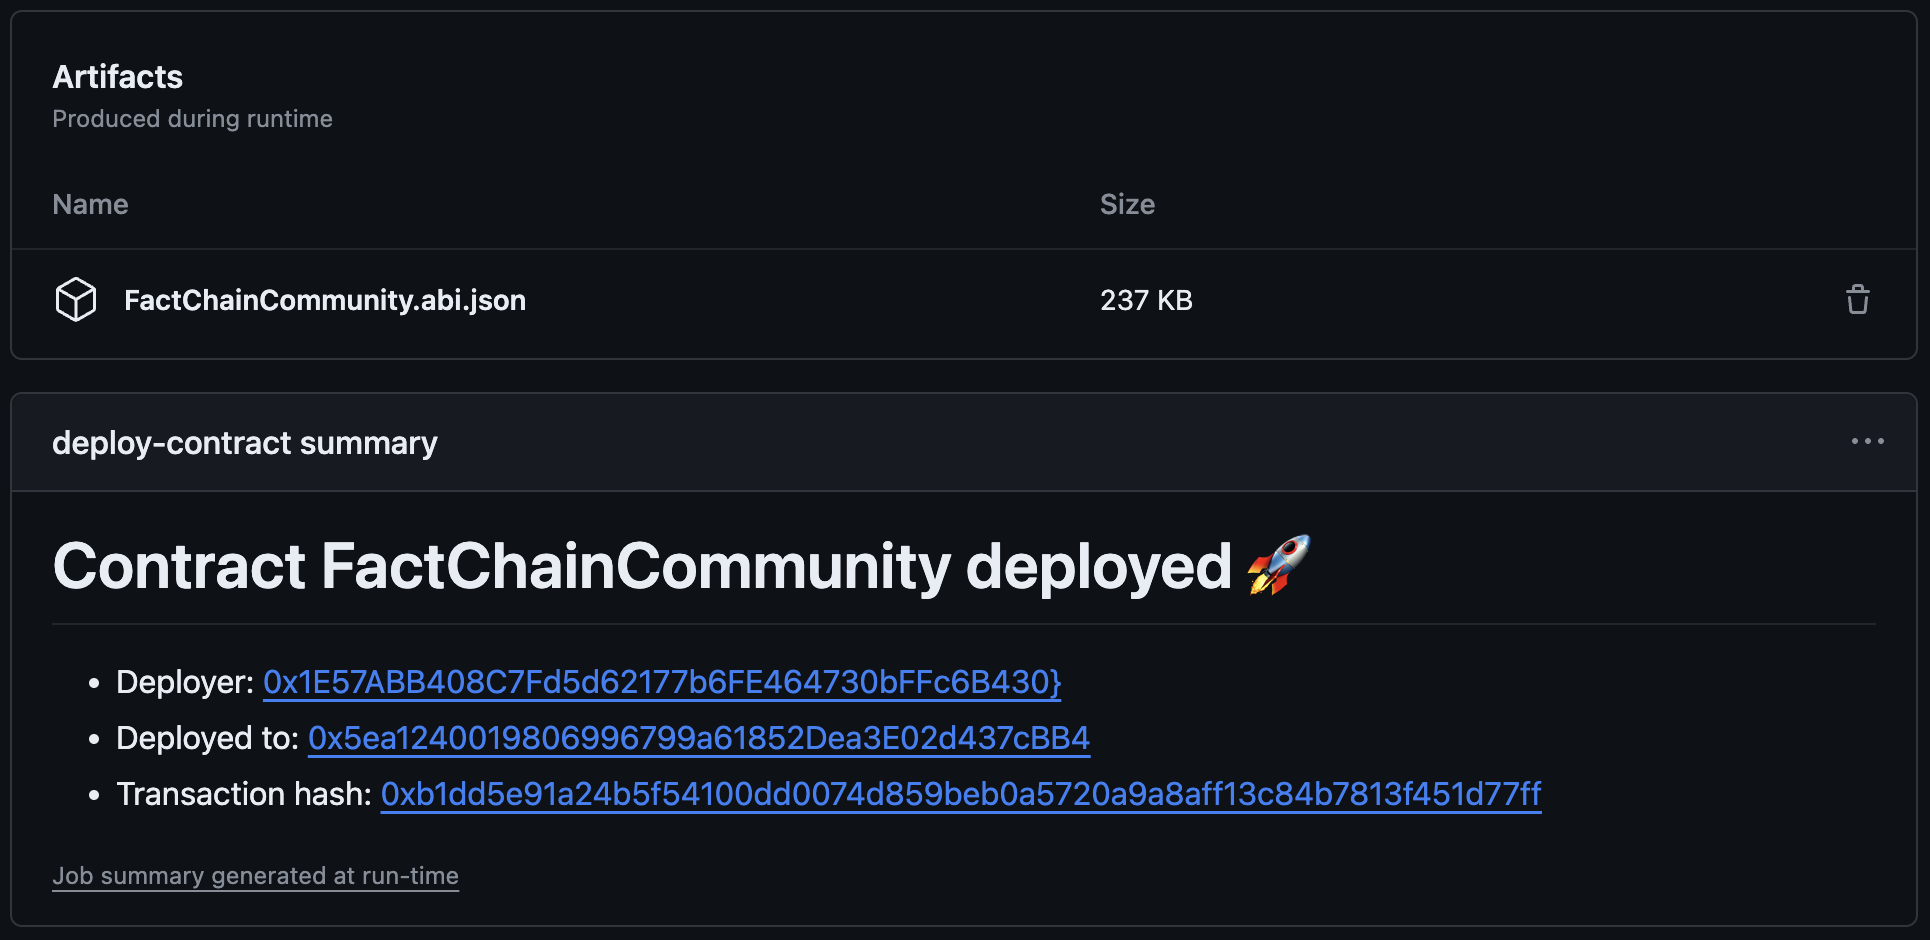 Artifacts
Produced during runtime
Name Size
FactChainCommunity.abi.json 237 KB
deploy-contract summary
Contract FactChainCommunity deployed 🚀
• Deployer: 0x1E57ABB408C7Fd5d62177b6FE464730bFFc6B430}
• Deployed to: 0x5ea1240019806996799a61852Dea3E02d437cBB4
• Transaction hash: 0xb1dd5e91a24b5f54100dd0074d859beb0a5720a9a8aff13c84b7813f451d77ff
Job summary generated at run-time